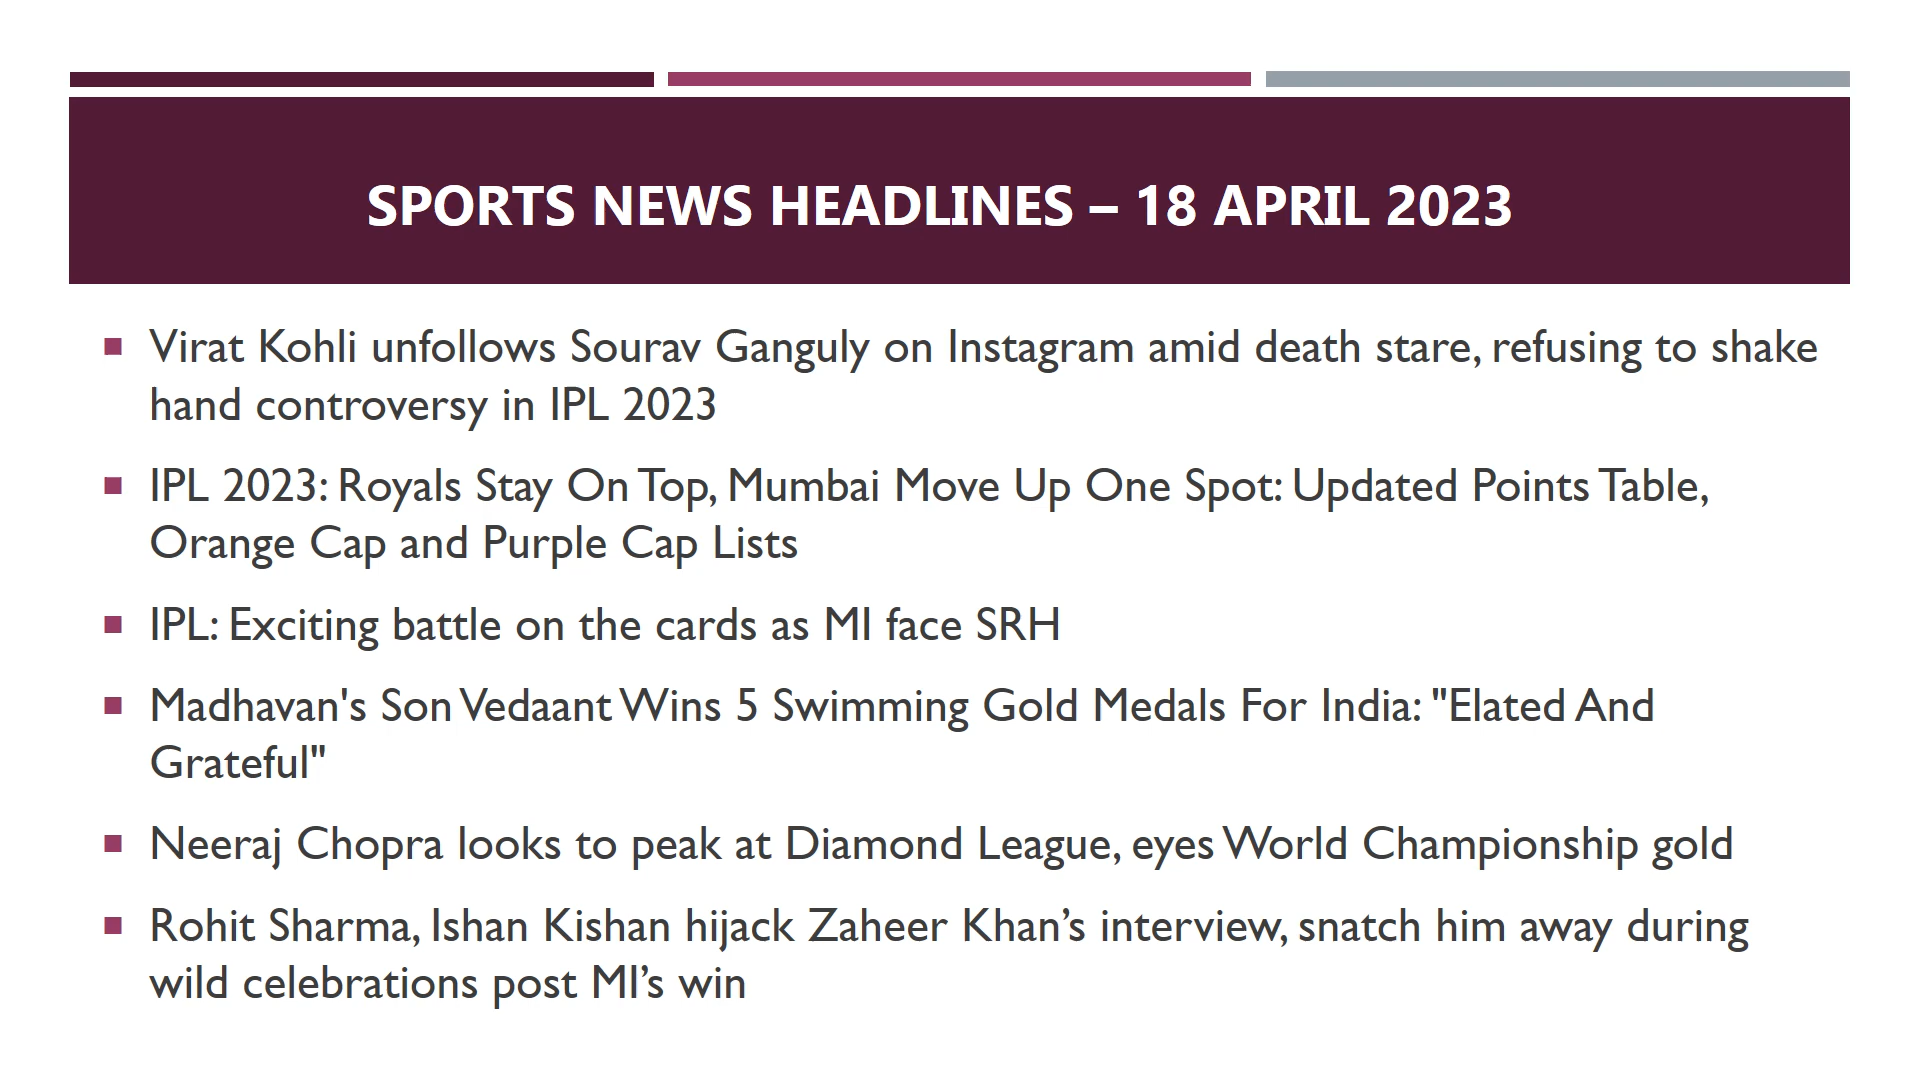 SPORTS NEWS HEADLINES – 18 APRIL 2023
Virat Kohli unfollows Sourav Ganguly on Instagram amid death stare, refusing to shake
hand controversy in IPL 2023
IPL 2023: Royals Stay On Top, Mumbai Move Up One Spot: Updated Points Table,
Orange Cap and Purple Cap Lists
IPL: Exciting battle on the cards as MI face SRH
Madhavan's Son Vedaant Wins 5 Swimming Gold Medals For India: "Elated And
Grateful"
Neeraj Chopra looks to peak at Diamond League, eyes World Championship gold
Rohit Sharma, Ishan Kishan hijack Zaheer Khan’s interview, snatch him away during
wild celebrations post MI’s win